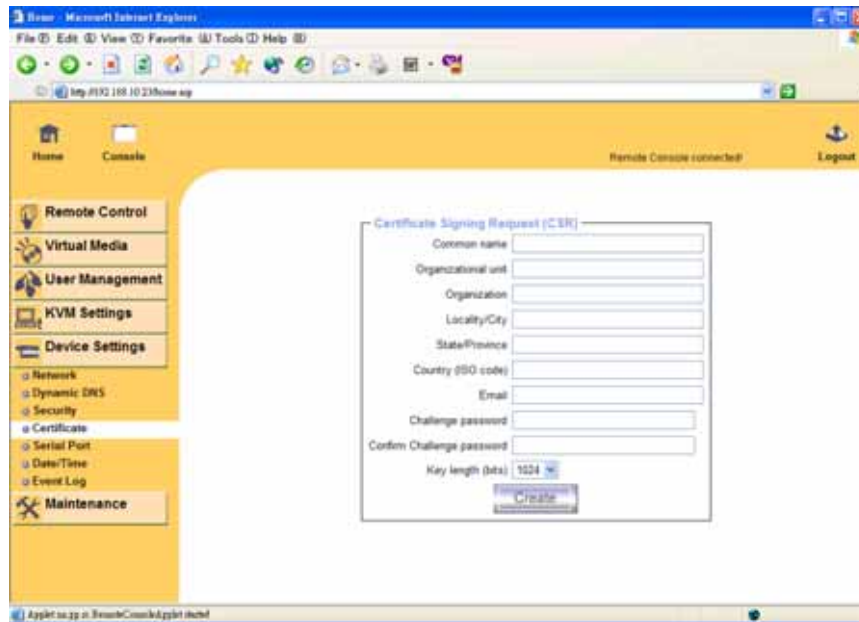 Home - Microsoft Internet Explorer
File Edit View Favorite Tools Help
Home
Console
Remote Console connected!
Logout
Remote Control
Virtual Media
User Management
KVM Settings
Device Settings
Network
Dynamic DNS
Security
Certificate
Serial Port
Date/Time
Event Log
Maintenance
Certificate Signing Request (CSR)
Common name
Organizational unit
Organization
Locality/City
State/Province
Country (ISO code)
Email
Challenge password
Confirm Challenge password
Key length (bits) 1024
Create
Applet started